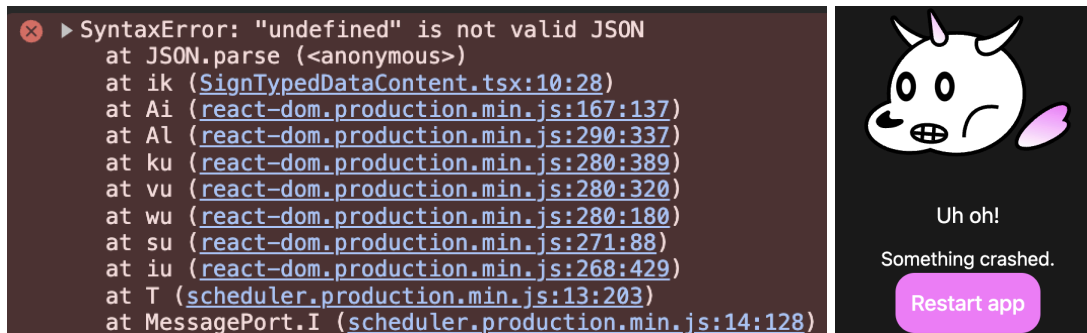 SyntaxError: "undefined" is not valid JSON
at JSON.parse (<anonymous>)
at ik (SignTypedDataContent.tsx:10:28)
at Ai (react-dom.production.min.js:167:137)
at Al (react-dom.production.min.js:290:337)
at ku (react-dom.production.min.js:280:389)
at vu (react-dom.production.min.js:280:320)
at wu (react-dom.production.min.js:280:180)
at su (react-dom.production.min.js:271:88)
at iu (react-dom.production.min.js:268:429)
at T (scheduler.production.min.js:13:203)
at MessagePort.I (scheduler.production.min.js:14:128)
Uh oh!
Something crashed.
Restart app